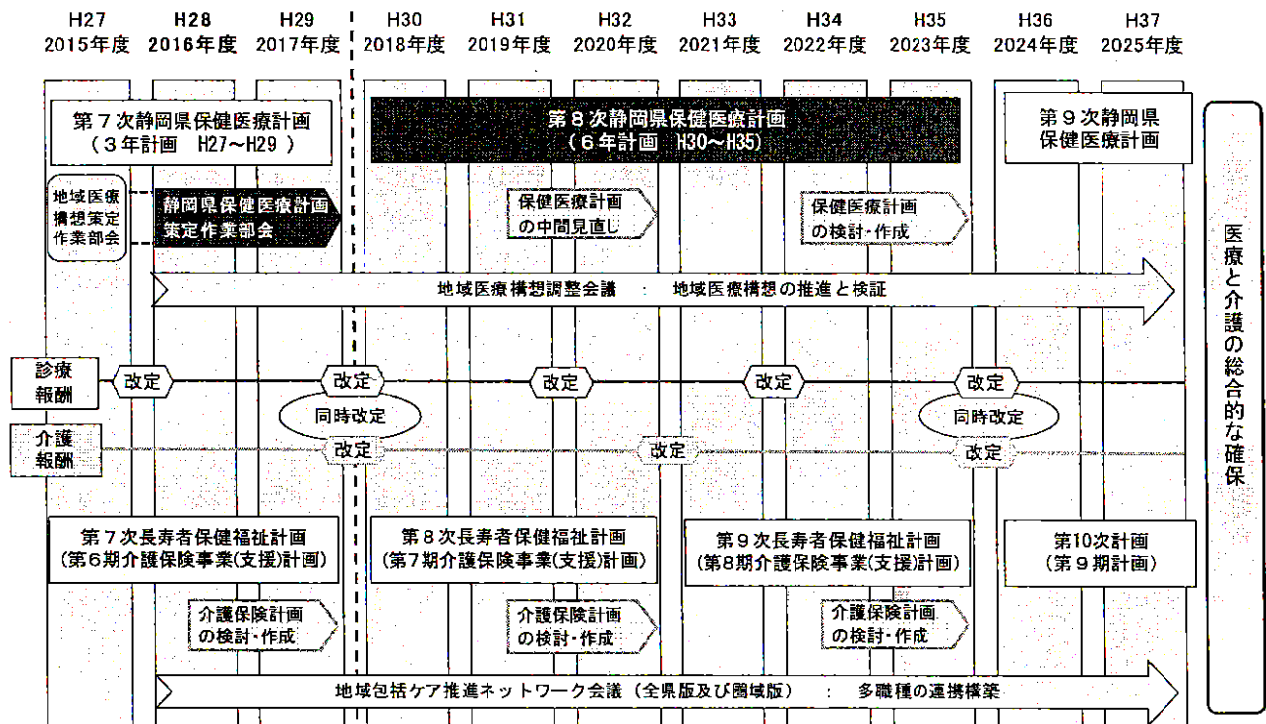 H27 H28 H29 H30 H31 H32 H33 H34 H35 H36 H37
2015年度 2016年度 2017年度 2018年度 2019年度 2020年度 2021年度 2022年度 2023年度 2024年度 2025年度
第7次静岡県保健医療計画
(3年計画 H27～H29 )
第8次静岡県保健医療計画
(6年計画 H30～H35)
第9次静岡県
保健医療計画
地域医療
構想策定
作業部会
静岡県保健医療計画
策定作業部会
保健医療計画
の中間見直し
保健医療計画
の検討・作成
地域医療構想調整会議 ： 地域医療構想の推進と検証
診療
報酬
改定 改定 改定 改定 改定
同時改定 同時改定
介護
報酬
改定 改定 改定
第7次長寿者保健福祉計画
(第6期介護保険事業(支援)計画)
第8次長寿者保健福祉計画
(第7期介護保険事業(支援)計画)
第9次長寿者保健福祉計画
(第8期介護保険事業(支援)計画)
第10次計画
(第9期計画)
介護保険計画
の検討・作成
介護保険計画
の検討・作成
介護保険計画
の検討・作成
地域包括ケア推進ネットワーク会議（全県版及び圏域版） ： 多職種の連携構築
医療と介護の総合的な確保